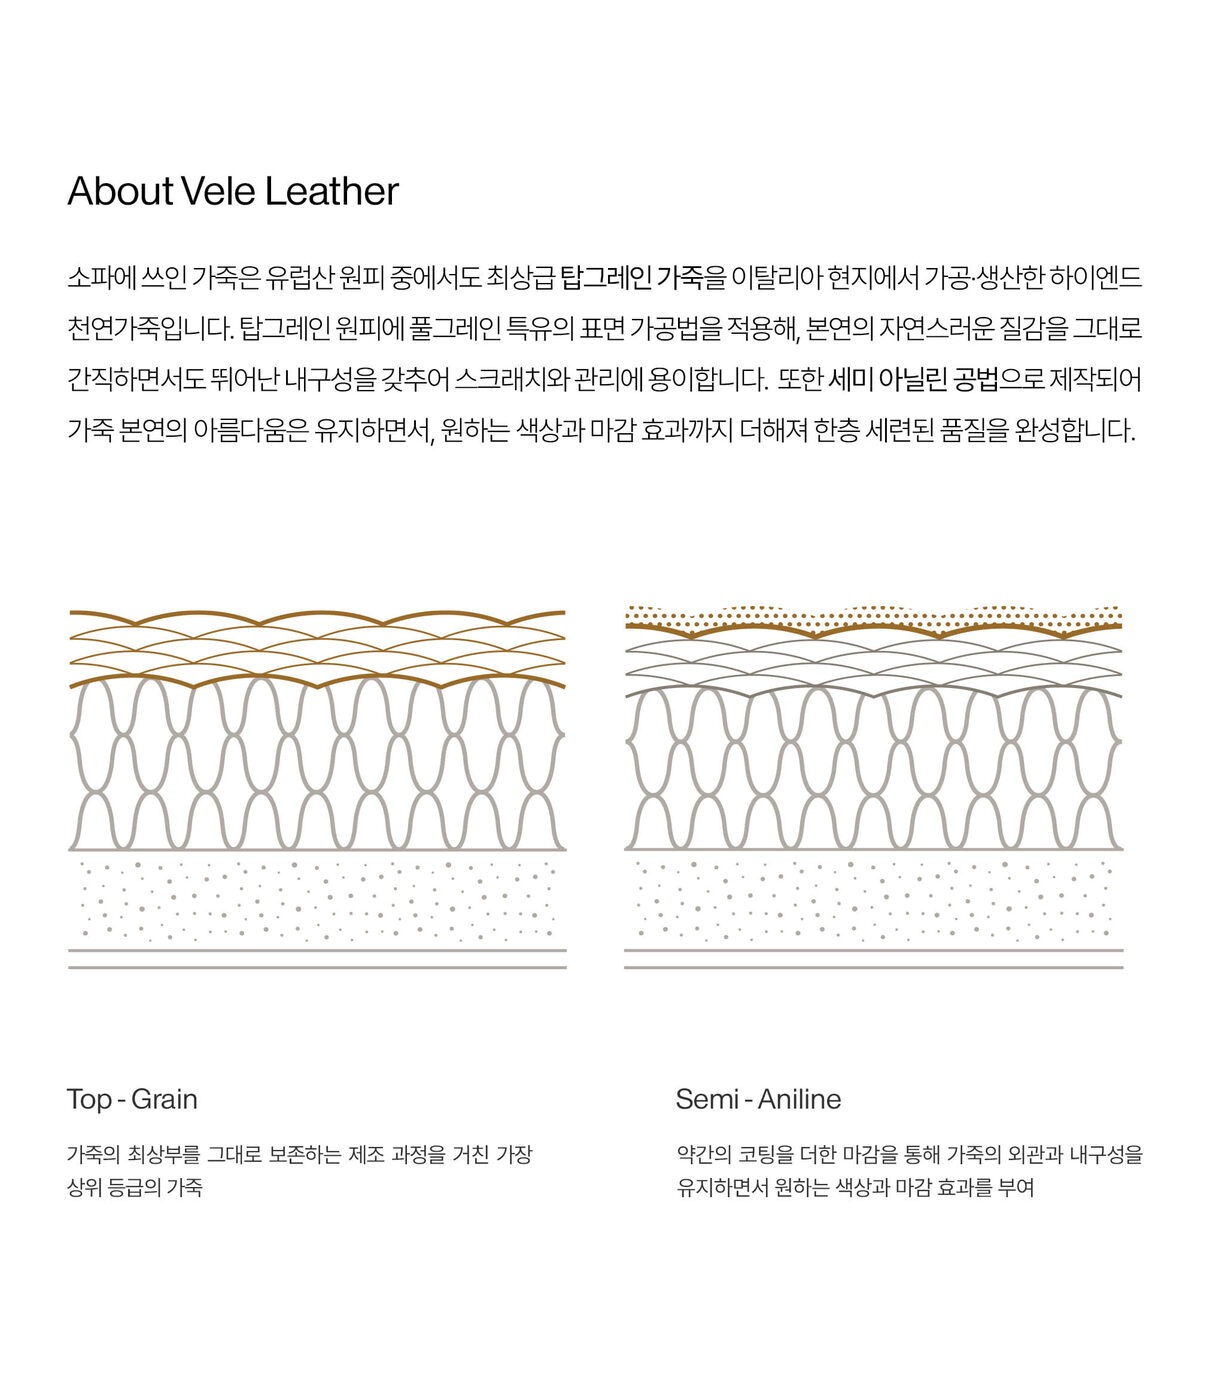 About Vele Leather
소파에 쓰인 가죽은 유럽산 원피 중에서도 최상급 탑그레인 가죽을 이탈리아 현지에서 가공·생산한 하이엔드
천연가죽입니다. 탑그레인 원피에 풀그레인 특유의 표면 가공법을 적용해, 본연의 자연스러운 질감을 그대로
간직하면서도 뛰어난 내구성을 갖추어 스크래치와 관리에 용이합니다. 또한 세미 아닐린 공법으로 제작되어
가죽 본연의 아름다움은 유지하면서, 원하는 색상과 마감 효과까지 더해져 한층 세련된 품질을 완성합니다.
Top - Grain
가죽의 최상부를 그대로 보존하는 제조 과정을 거친 가장
상위 등급의 가죽
Semi - Aniline
약간의 코팅을 더한 마감을 통해 가죽의 외관과 내구성을
유지하면서 원하는 색상과 마감 효과를 부여